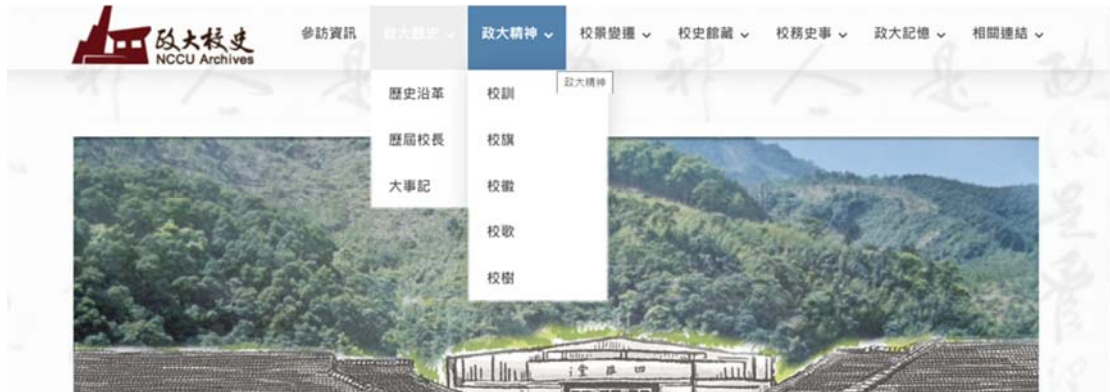 政大校史
NCCU Archives
參訪資訊
政大歷史
政大精神
校景變遷
校史館藏
校務史事
政大記憶
相關連結
政大精神
歷史沿革
歷屆校長
大事記
校訓
校旗
校徽
校歌
校樹
堂維四